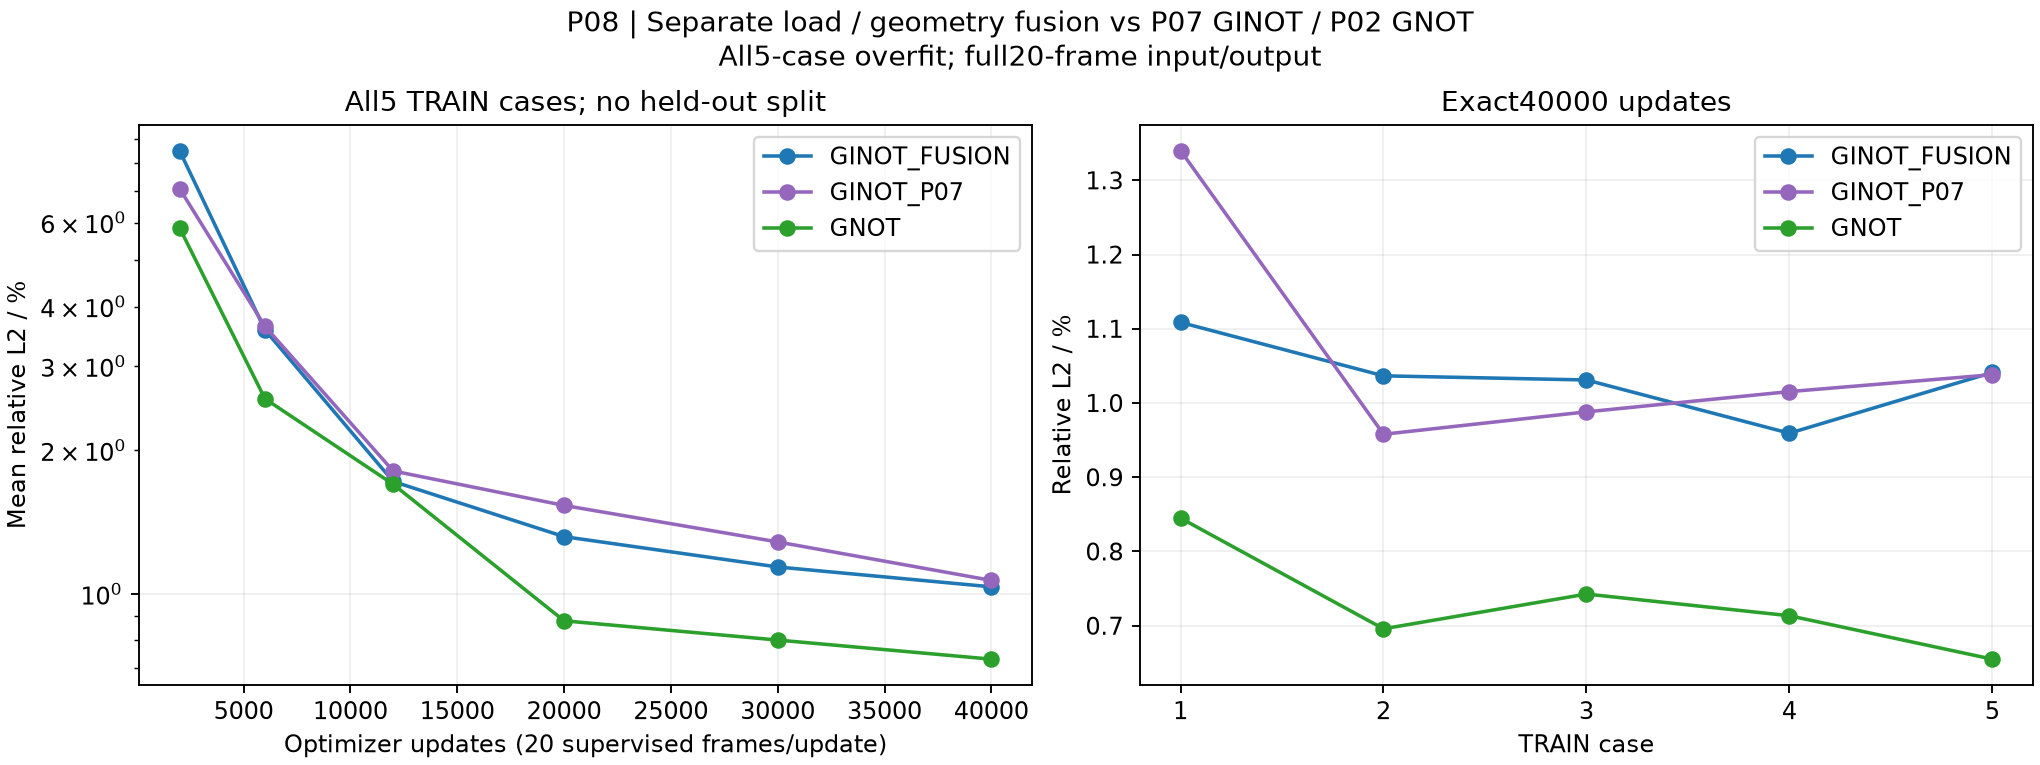 P08 | Separate load / geometry fusion vs P07 GINOT / P02 GNOT
All5-case overfit; full20-frame input/output
All5 TRAIN cases; no held-out split
GINOT_FUSION
GINOT_P07
GNOT
6 × 10⁰
4 × 10⁰
3 × 10⁰
2 × 10⁰
10⁰
Mean relative L2 / %
5000 10000 15000 20000 25000 30000 35000 40000
Optimizer updates (20 supervised frames/update)
Exact40000 updates
GINOT_FUSION
GINOT_P07
GNOT
1.3
1.2
1.1
1.0
0.9
0.8
0.7
Relative L2 / %
1 2 3 4 5
TRAIN case